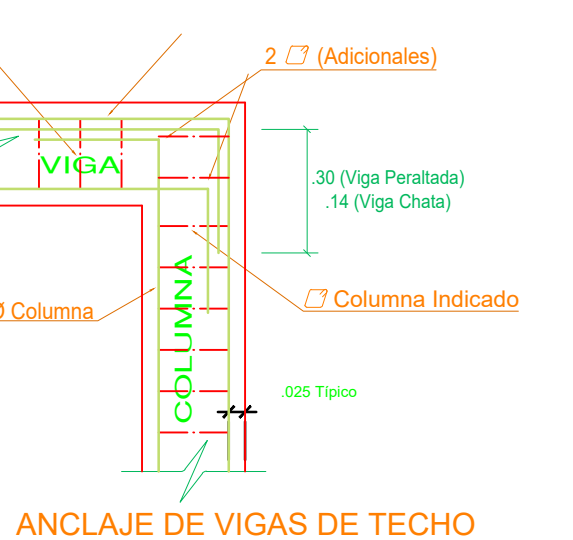 2 (Adicionales)
VIGA
.30 (Viga Peraltada)
.14 (Viga Chata)
Columna Indicado
Ø Columna
COLUMNA
.025 Típico
ANCLAJE DE VIGAS DE TECHO